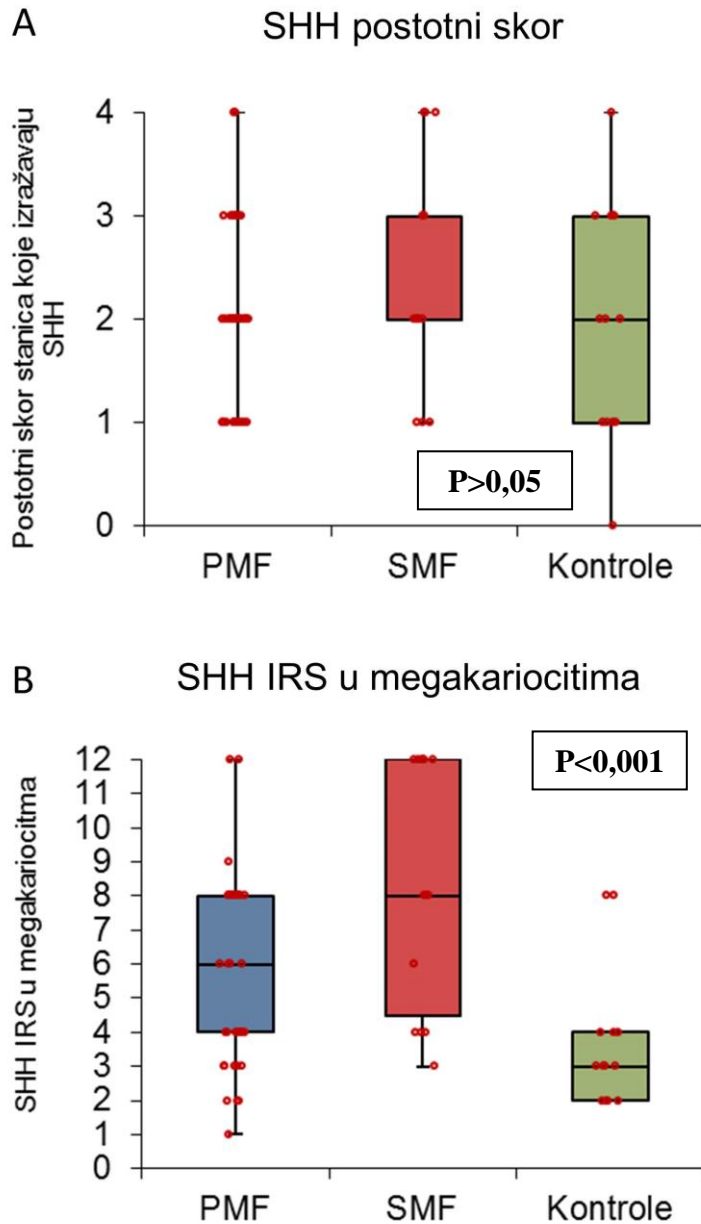 A
SHH postotni skor
Postotni skor stanica koje izražavaju
SHH
4
3
2
1
0
P>0,05
PMF
SMF
Kontrole
B
SHH IRS u megakariocitima
SHH IRS u megakariocitma
12
11
10
9
8
7
6
5
4
3
2
1
0
P<0,001
PMF
SMF
Kontrole